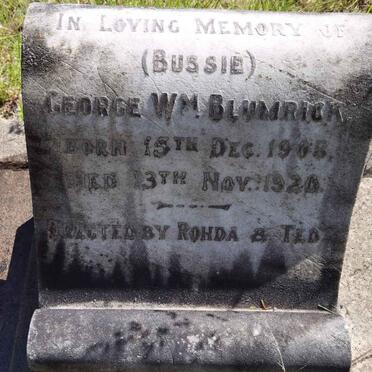 In Loving Memory of
(Bussie)
George Wm. Blumrick
Born 15th Dec. 1905
Died 13th Nov. 1920
Erected by Rohda & Ted